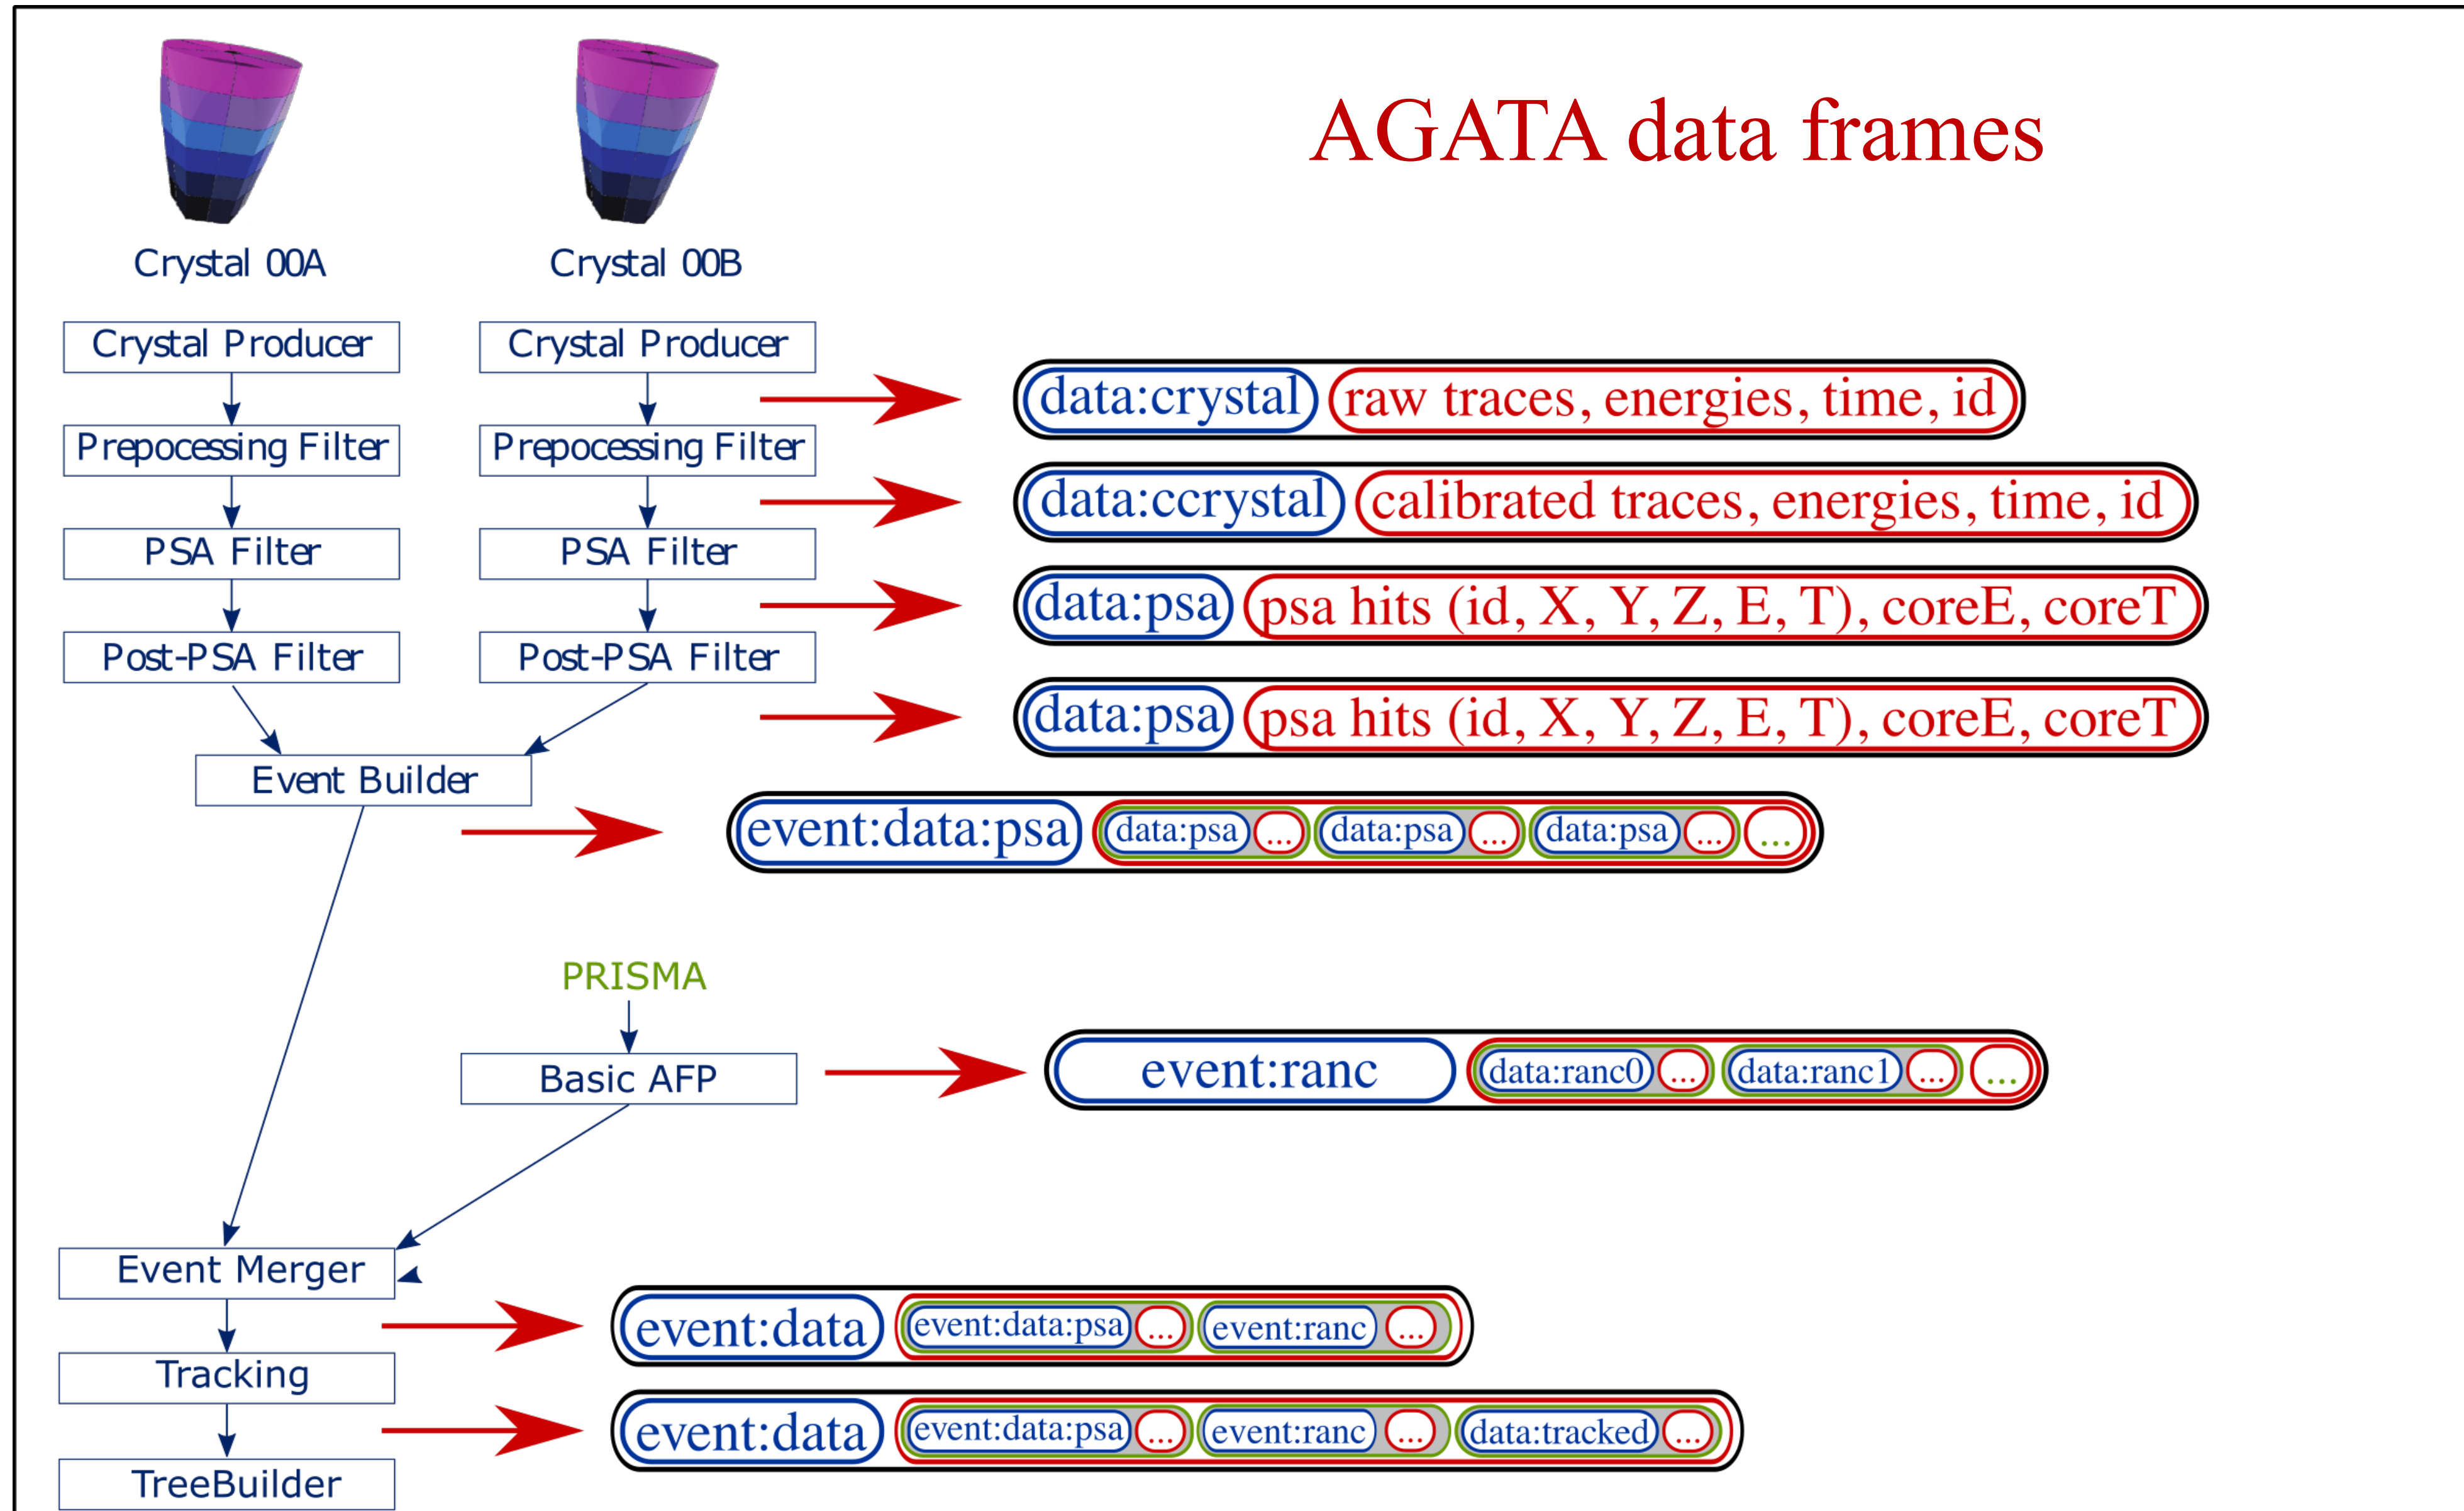 AGATA data frames
Crystal 00A
Crystal 00B
Crystal Producer
Crystal Producer
data:crystal raw traces, energies, time, id
Prepocessing Filter
Prepocessing Filter
data:ccrystal calibrated traces, energies, time, id
PSA Filter
PSA Filter
data:psa psa hits (id, X, Y, Z, E, T), coreE, coreT
Post-PSA Filter
Post-PSA Filter
data:psa psa hits (id, X, Y, Z, E, T), coreE, coreT
Event Builder
event:data:psa data:psa ... data:psa ... data:psa ... ...
PRISMA
Basic AFP
event:ranc data:ranc0 ... data:ranc1 ... ...
Event Merger
event:data event:data:psa ... event:ranc ...
Tracking
event:data event:data:psa ... event:ranc ... data:tracked ...
TreeBuilder